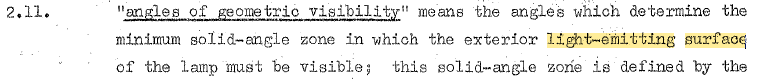 2.11. "angles of geometric visibility" means the angles which determine the
minimum solid-angle zone in which the exterior light-emitting surface
of the lamp must be visible; this solid-angle zone is defined by the